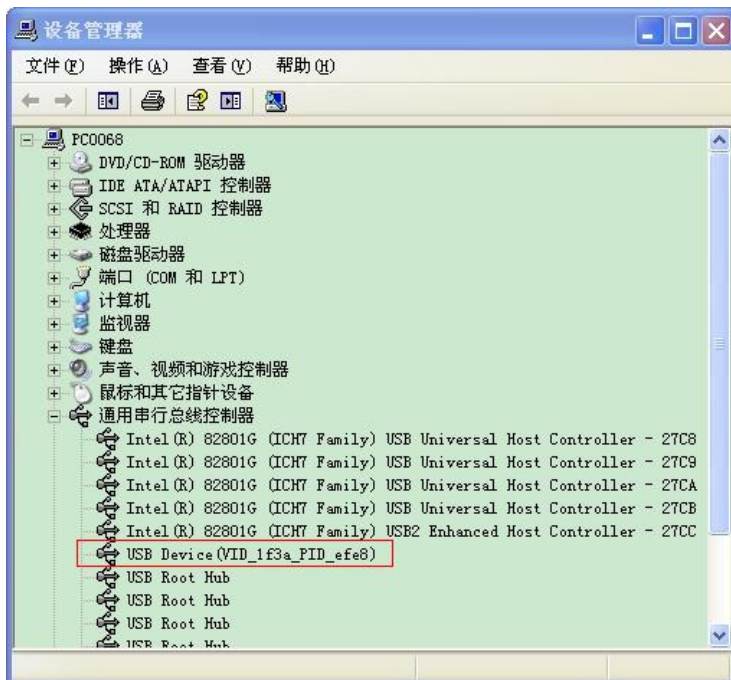 设备管理器
文件(F) 操作(A) 查看(V) 帮助(H)
PC0068
DVD/CD-ROM 驱动器
IDE ATA/ATAPI 控制器
SCSI 和 RAID 控制器
处理器
磁盘驱动器
端口 (COM 和 LPT)
计算机
监视器
键盘
声音、视频和游戏控制器
鼠标和其它指针设备
通用串行总线控制器
Intel(R) 82801G (ICH7 Family) USB Universal Host Controller - 27C8
Intel(R) 82801G (ICH7 Family) USB Universal Host Controller - 27C9
Intel(R) 82801G (ICH7 Family) USB Universal Host Controller - 27CA
Intel(R) 82801G (ICH7 Family) USB Universal Host Controller - 27CB
Intel(R) 82801G (ICH7 Family) USB2 Enhanced Host Controller - 27CC
USB Device(VID_1f3a_PID_efe8)
USB Root Hub
USB Root Hub
USB Root Hub
USB Root Hub